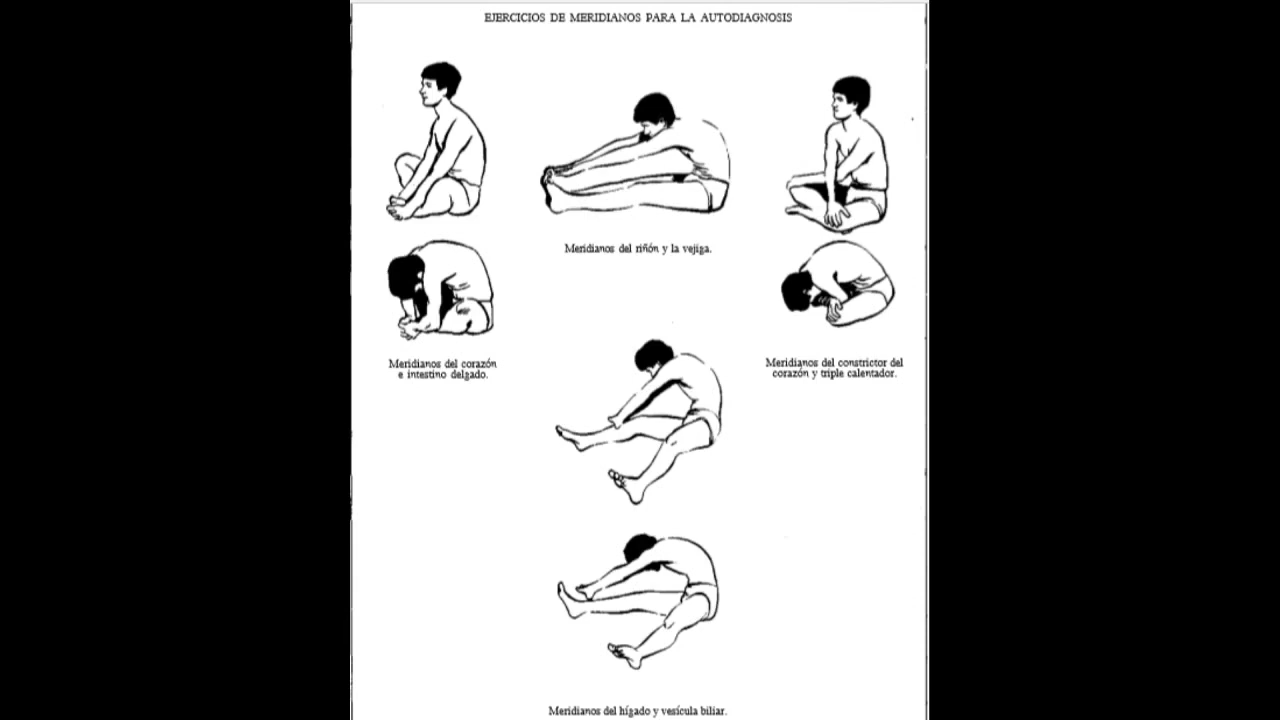 EJERCICIOS DE MERIDIANOS PARA LA AUTODIAGNOSIS
Meridianos del riñón y la vejiga.
Meridianos del corazón
e intestino delgado.
Meridianos del constrictor del
corazón y triple calentador.
Meridianos del hígado y vesícula biliar.